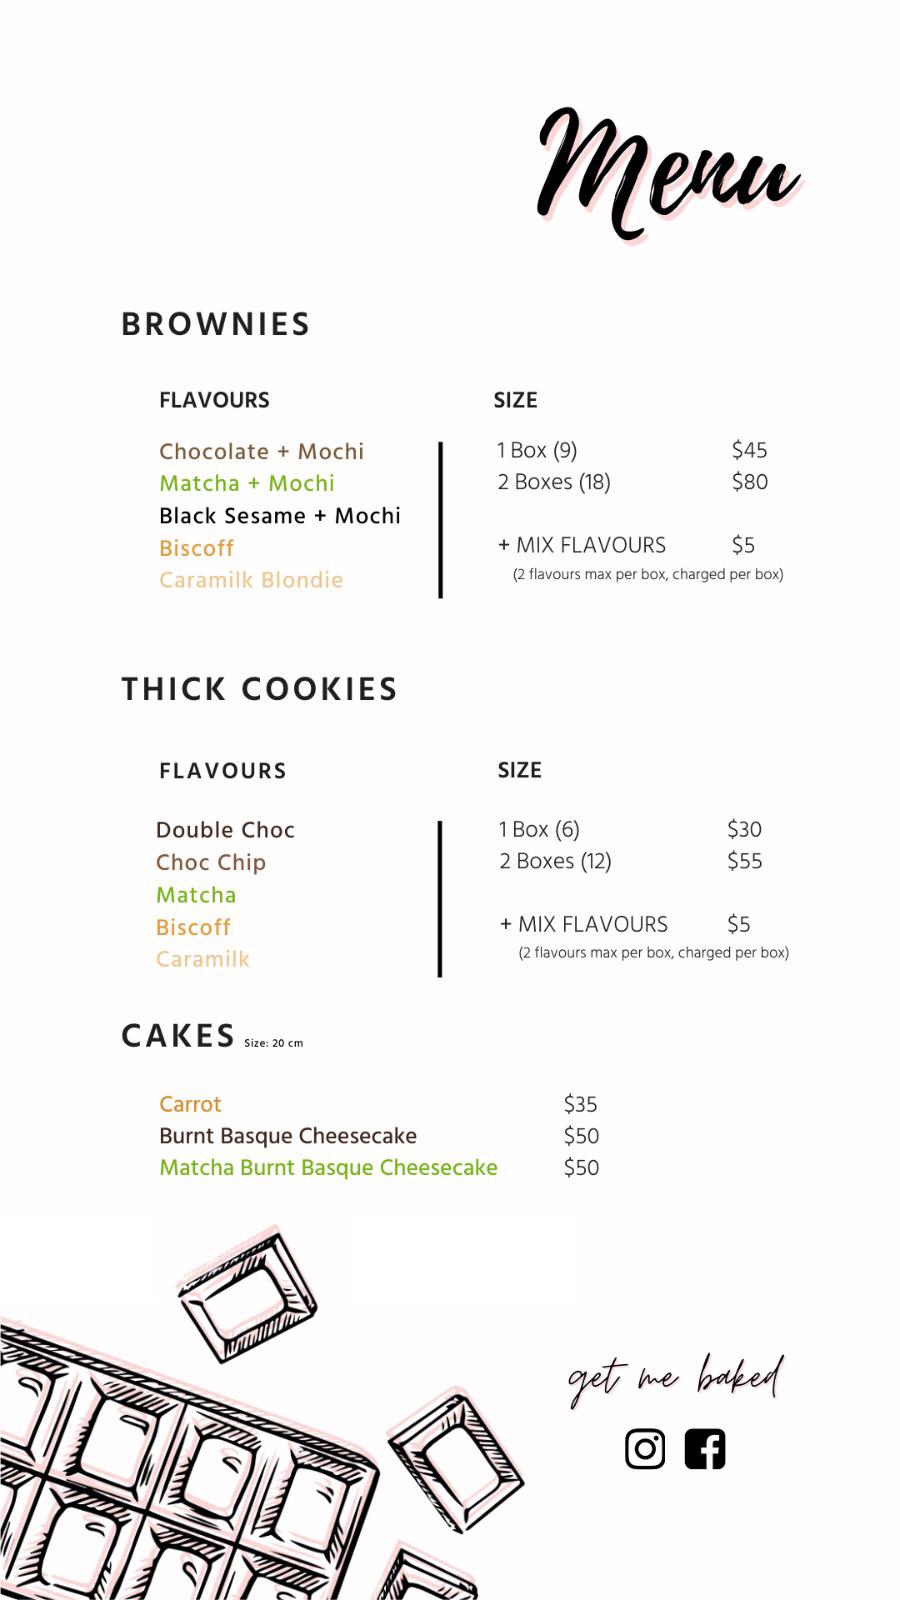 Menu
BROWNIES
FLAVOURS SIZE
Chocolate + Mochi 1 Box (9) $45
Matcha + Mochi 2 Boxes (18) $80
Black Sesame + Mochi
Biscoff + MIX FLAVOURS $5
Caramilk Blondie (2 flavours max per box, charged per box)
THICK COOKIES
FLAVOURS SIZE
Double Choc 1 Box (6) $30
Choc Chip 2 Boxes (12) $55
Matcha
Biscoff + MIX FLAVOURS $5
Caramilk (2 flavours max per box, charged per box)
CAKES Size: 20 cm
Carrot $35
Burnt Basque Cheesecake $50
Matcha Burnt Basque Cheesecake $50
get me baked